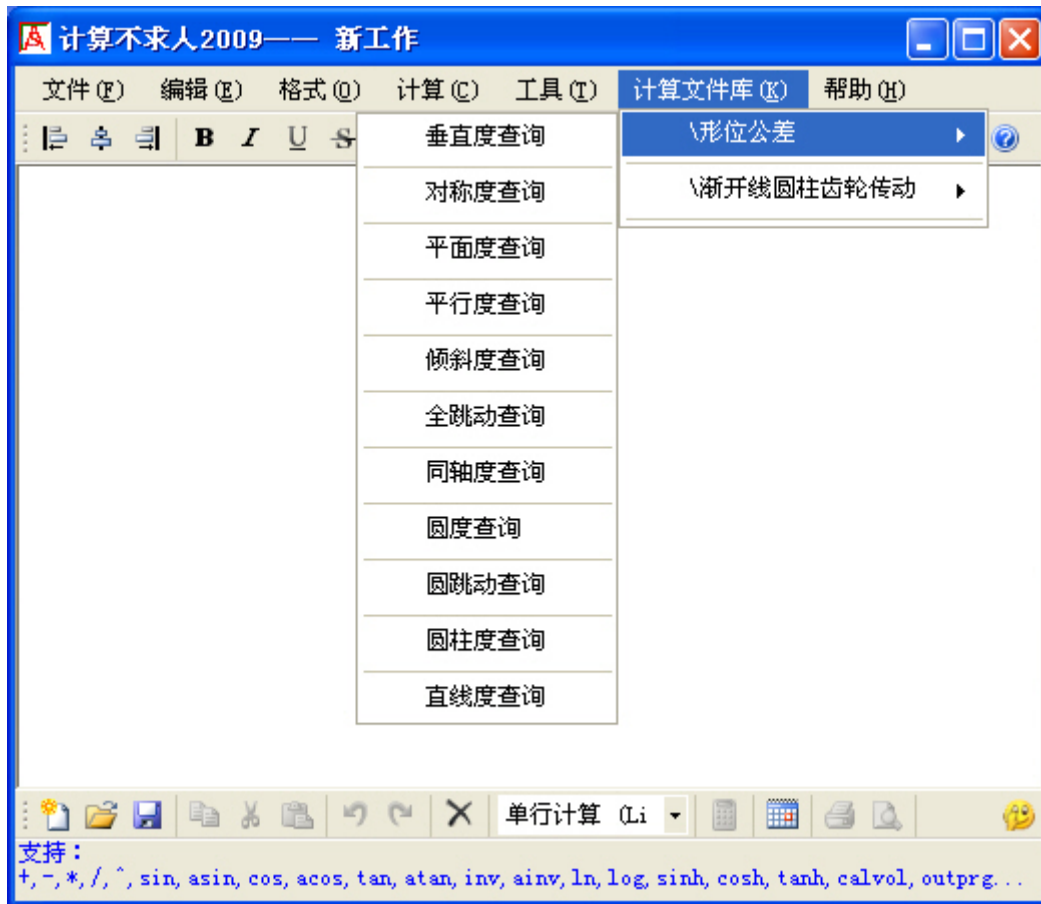 计算不求人2009—— 新工作
文件(F) 编辑(E) 格式(O) 计算(C) 工具(T) 计算文件库(K) 帮助(H)
B I U S
\形位公差
\渐开线圆柱齿轮传动
垂直度查询
对称度查询
平面度查询
平行度查询
倾斜度查询
全跳动查询
同轴度查询
圆度查询
圆跳动查询
圆柱度查询
直线度查询
单行计算 (Li
支持：
+,-,*,/,^,sin,asin,cos,acos,tan,atan,inv,ainv,ln,log,sinh,cosh,tanh,calvol,outprg...